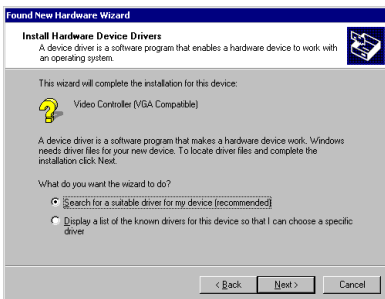 Found New Hardware Wizard
Install Hardware Device Drivers
A device driver is a software program that enables a hardware device to work with
an operating system.
This wizard will complete the installation for this device:
Video Controller (VGA Compatible)
A device driver is a software program that makes a hardware device work. Windows
needs driver files for your new device. To locate driver files and complete the
installation click Next.
What do you want the wizard to do?
Search for a suitable driver for my device (recommended)
Display a list of the known drivers for this device so that I can choose a specific
driver
< Back Next > Cancel